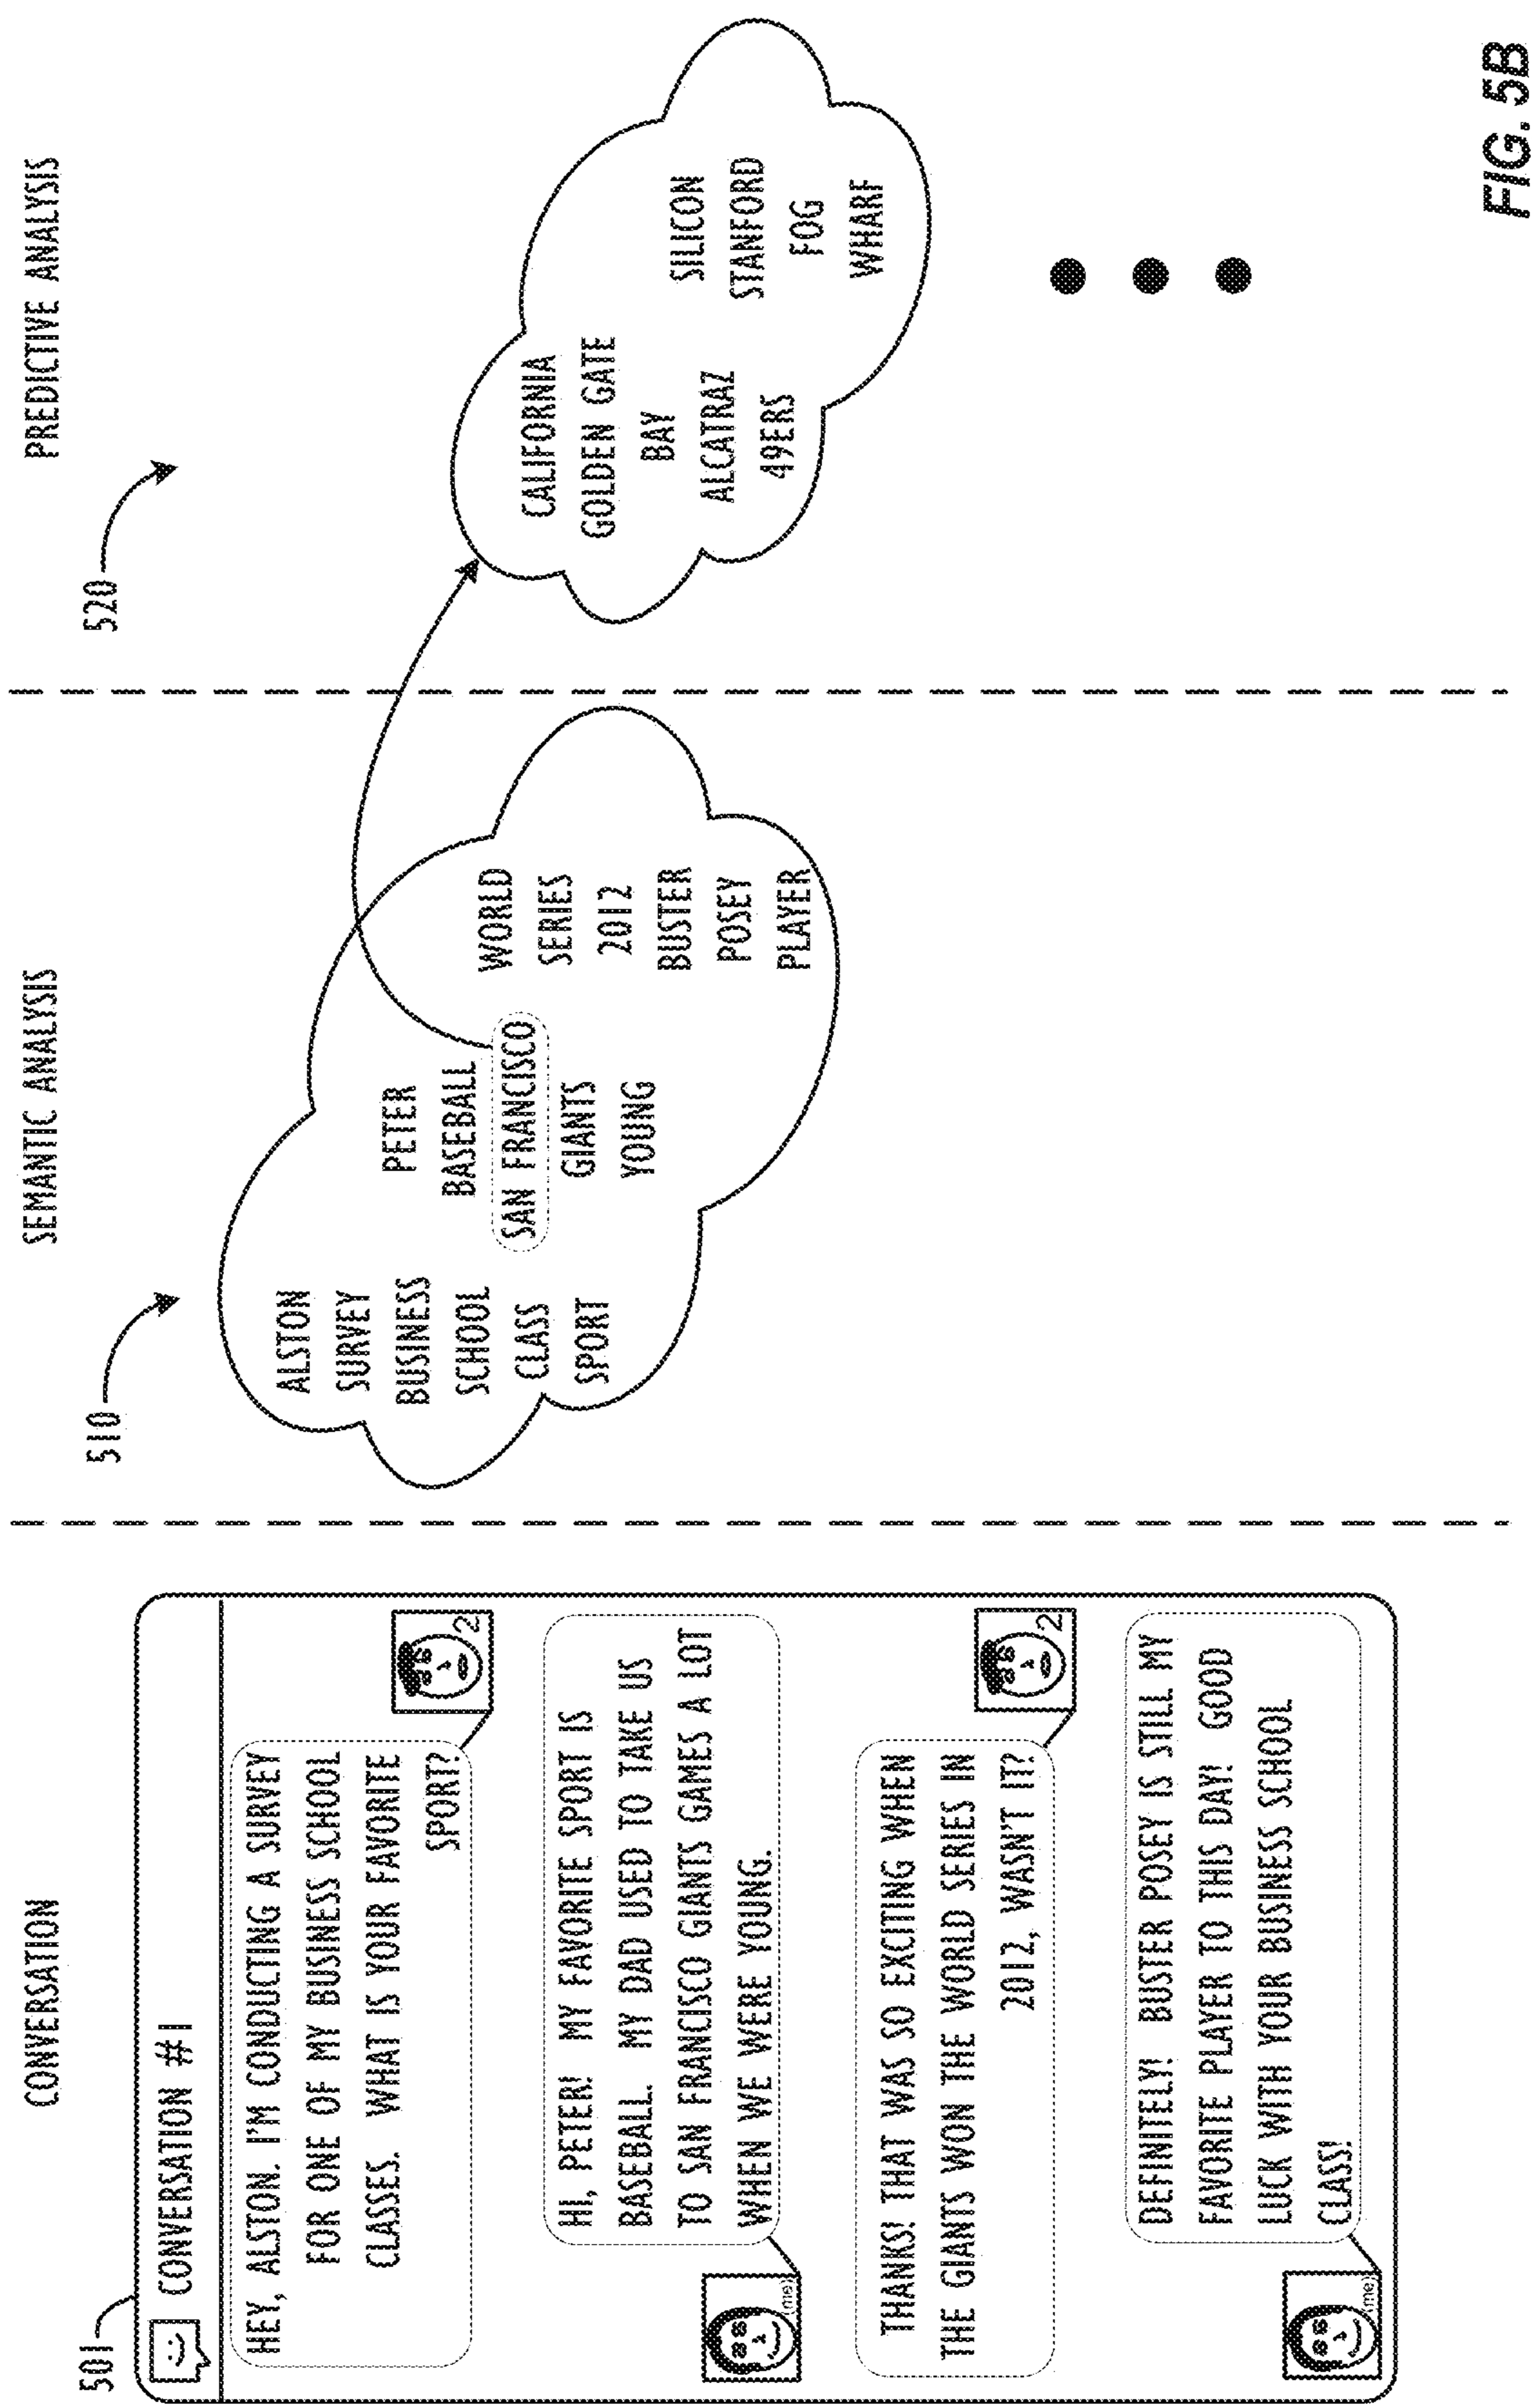 CONVERSATION
501
CONVERSATION #1
HEY, ALSTON. I'M CONDUCTING A SURVEY
FOR ONE OF MY BUSINESS SCHOOL
CLASSES. WHAT IS YOUR FAVORITE
SPORT?
2
HI, PETER! MY FAVORITE SPORT IS
BASEBALL. MY DAD USED TO TAKE US
TO SAN FRANCISCO GIANTS GAMES A LOT
WHEN WE WERE YOUNG.
(me)
THANKS! THAT WAS SO EXCITING WHEN
THE GIANTS WON THE WORLD SERIES IN
2012, WASN'T IT?
2
DEFINITELY! BUSTER POSEY IS STILL MY
FAVORITE PLAYER TO THIS DAY! GOOD
LUCK WITH YOUR BUSINESS SCHOOL
CLASS!
(me)
SEMANTIC ANALYSIS
510
ALSTON
SURVEY
BUSINESS
SCHOOL
CLASS
SPORT
PETER
BASEBALL
SAN FRANCISCO
GIANTS
YOUNG
WORLD
SERIES
2012
BUSTER
POSEY
PLAYER
PREDICTIVE ANALYSIS
520
CALIFORNIA
GOLDEN GATE
BAY
ALCATRAZ
49ERS
SILICON
STANFORD
FOG
WHARF
FIG. 5B